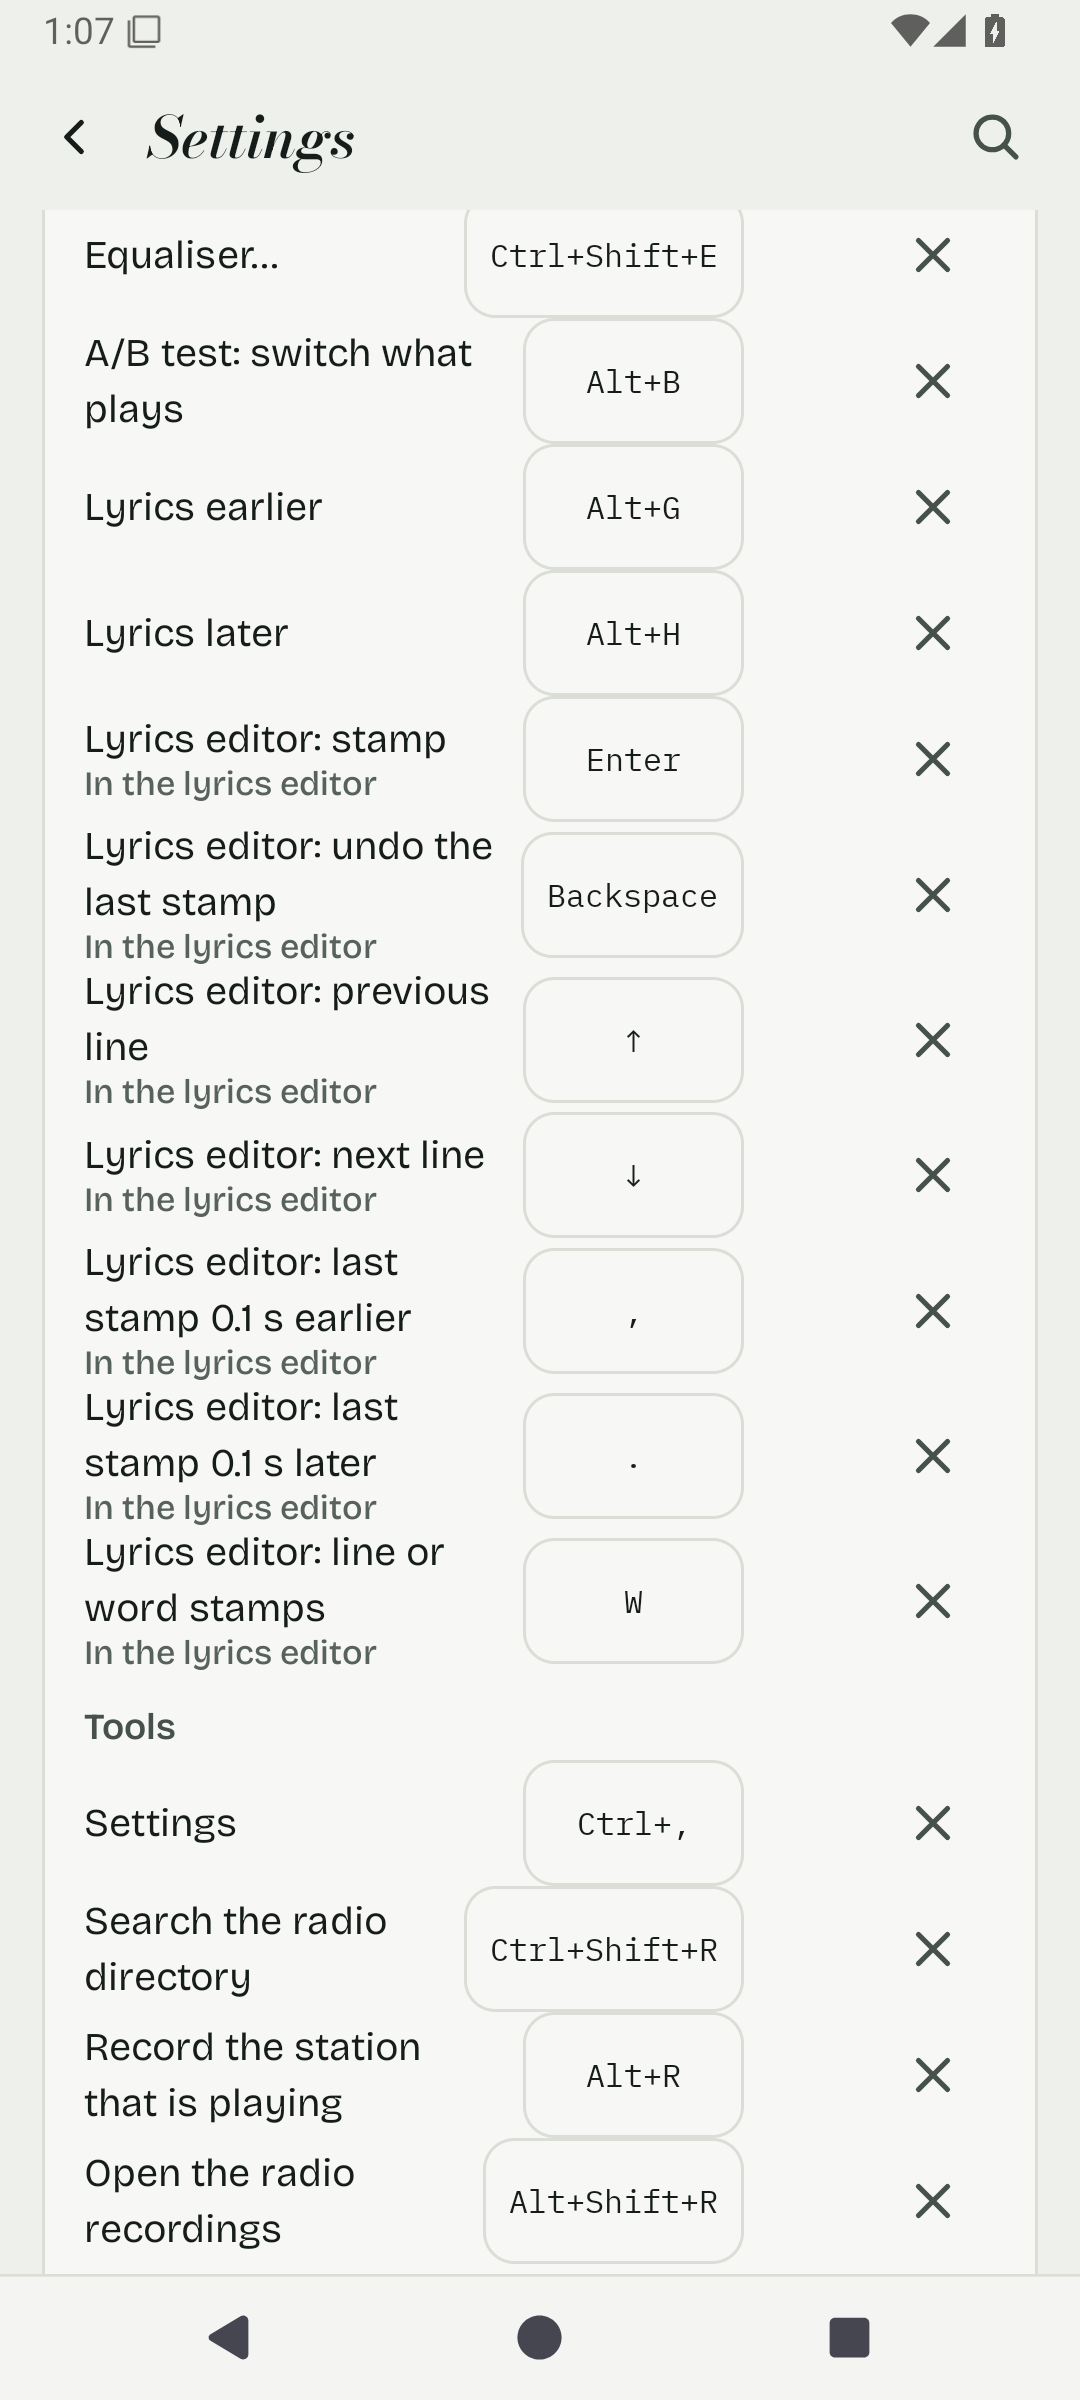 1:07
Settings
Equaliser... Ctrl+Shift+E
A/B test: switch what
plays Alt+B
Lyrics earlier Alt+G
Lyrics later Alt+H
Lyrics editor: stamp
In the lyrics editor Enter
Lyrics editor: undo the
last stamp
In the lyrics editor Backspace
Lyrics editor: previous
line
In the lyrics editor ↑
Lyrics editor: next line
In the lyrics editor ↓
Lyrics editor: last
stamp 0.1 s earlier
In the lyrics editor ,
Lyrics editor: last
stamp 0.1 s later
In the lyrics editor .
Lyrics editor: line or
word stamps
In the lyrics editor W
Tools
Settings Ctrl+,
Search the radio
directory Ctrl+Shift+R
Record the station
that is playing Alt+R
Open the radio
recordings Alt+Shift+R